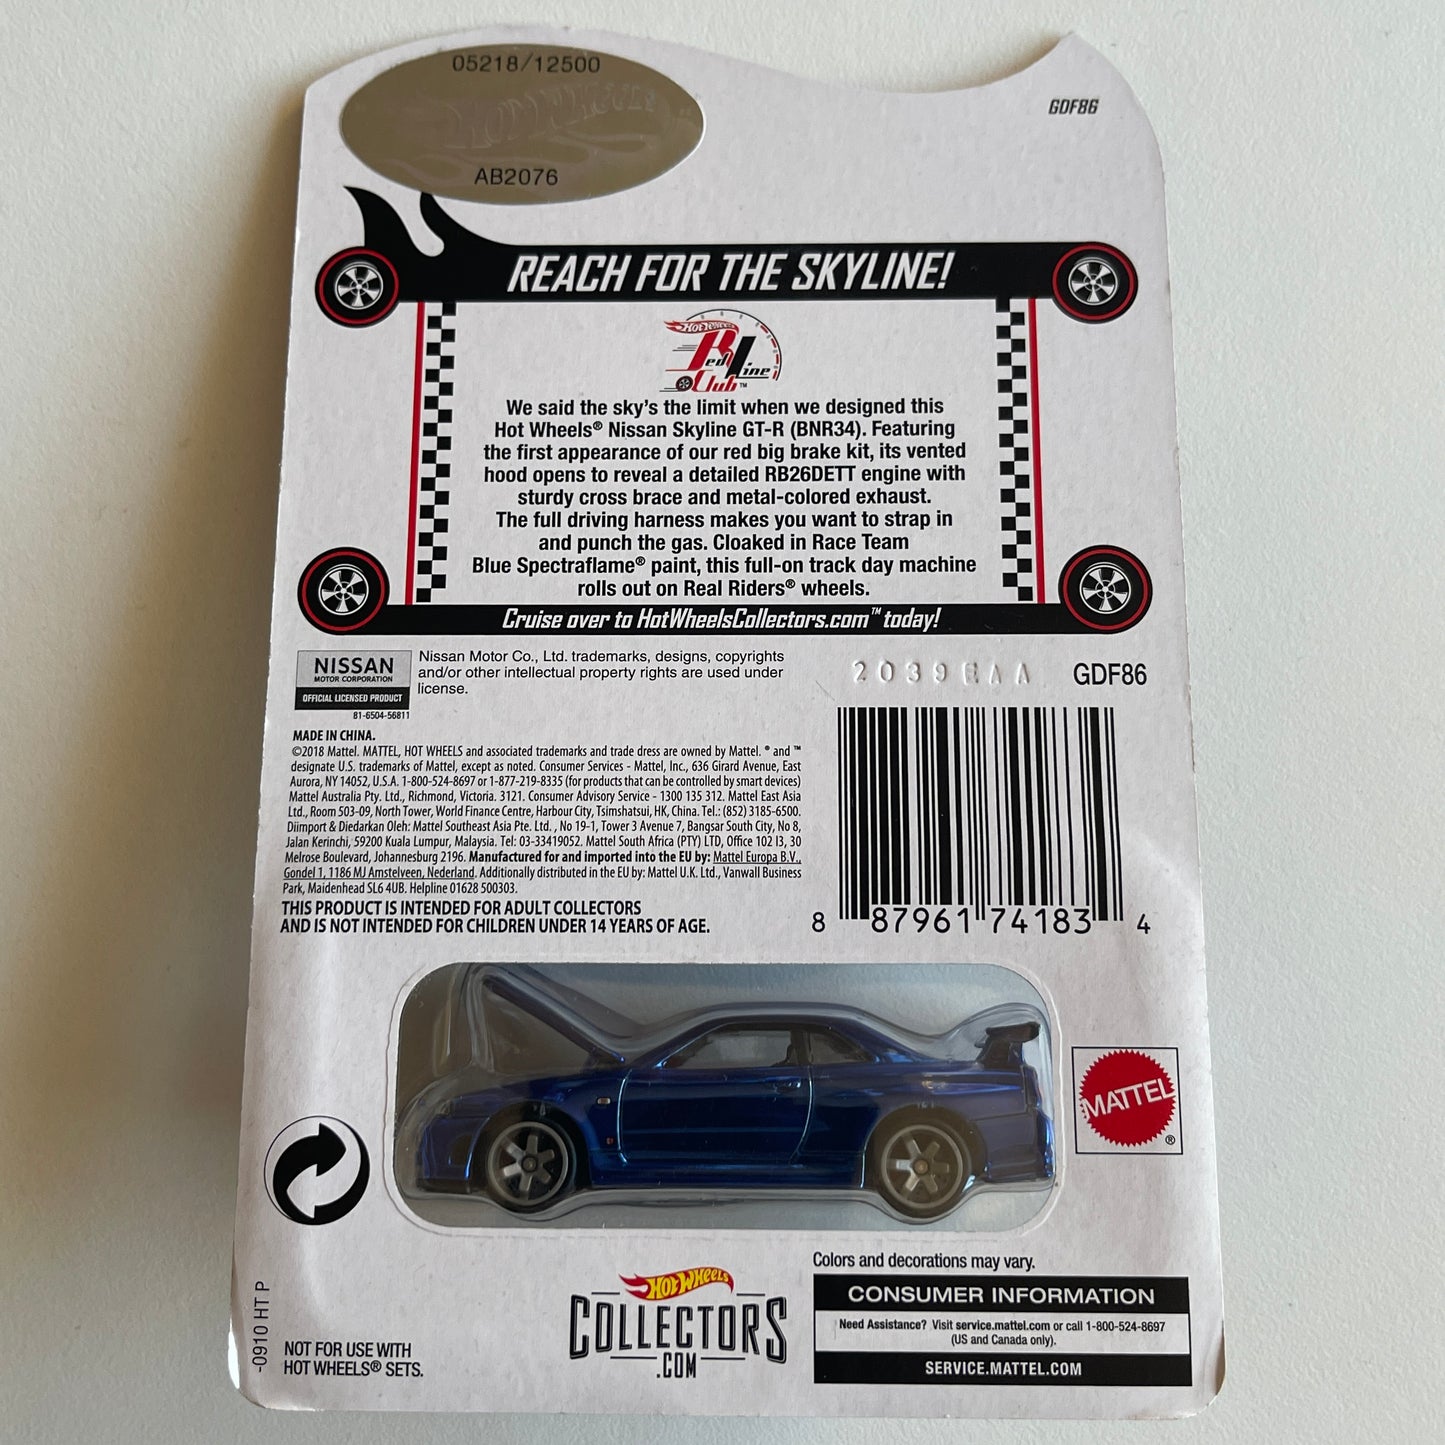 05218/12500
HOT WHEELS
AB2076
GDF86
REACH FOR THE SKYLINE!
Hot Wheels
Red Line
Club™
We said the sky's the limit when we designed this
Hot Wheels® Nissan Skyline GT-R (BNR34). Featuring
the first appearance of our red big brake kit, its vented
hood opens to reveal a detailed RB26DETT engine with
sturdy cross brace and metal-colored exhaust.
The full driving harness makes you want to strap in
and punch the gas. Cloaked in Race Team
Blue Spectraflame® paint, this full-on track day machine
rolls out on Real Riders® wheels.
Cruise over to HotWheelsCollectors.com™ today!
NISSAN
MOTOR CORPORATION
OFFICIAL LICENSED PRODUCT
81-6504-56811
Nissan Motor Co., Ltd. trademarks, designs, copyrights
and/or other intellectual property rights are used under
license.
2039EAA
GDF86
MADE IN CHINA.
©2018 Mattel. MATTEL, HOT WHEELS and associated trademarks and trade dress are owned by Mattel. ® and ™
designate U.S. trademarks of Mattel, except as noted. Consumer Services - Mattel, Inc., 636 Girard Avenue, East
Aurora, NY 14052, U.S.A. 1-800-524-8697 or 1-877-219-8335 (for products that can be controlled by smart devices)
Mattel Australia Pty. Ltd., Richmond, Victoria. 3121. Consumer Advisory Service - 1300 135 312. Mattel East Asia
Ltd., Room 503-09, North Tower, World Finance Centre, Harbour City, Tsimshatsui, HK, China. Tel.: (852) 3185-6500.
Diimport & Diedarkan Oleh: Mattel Southeast Asia Pte. Ltd. , No 19-1, Tower 3 Avenue 7, Bangsar South City, No 8,
Jalan Kerinchi, 59200 Kuala Lumpur, Malaysia. Tel: 03-33419052. Mattel South Africa (PTY) LTD, Office 102 I3, 30
Melrose Boulevard, Johannesburg 2196. Manufactured for and imported into the EU by: Mattel Europa B.V.,
Gondel 1, 1186 MJ Amstelveen, Nederland. Additionally distributed in the EU by: Mattel U.K. Ltd., Vanwall Business
Park, Maidenhead SL6 4UB. Helpline 01628 500303.
THIS PRODUCT IS INTENDED FOR ADULT COLLECTORS
AND IS NOT INTENDED FOR CHILDREN UNDER 14 YEARS OF AGE.
8 87961 74183 4
MATTEL
®
-0910 HT P
NOT FOR USE WITH
HOT WHEELS® SETS.
Hot Wheels
COLLECTORS
.COM
Colors and decorations may vary.
CONSUMER INFORMATION
Need Assistance? Visit service.mattel.com or call 1-800-524-8697
(US and Canada only).
SERVICE.MATTEL.COM